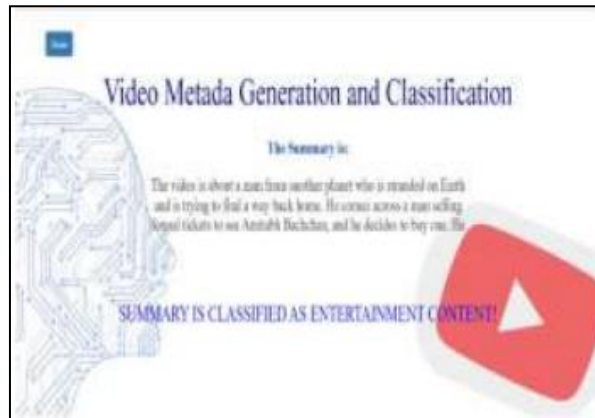 Video Metada Generation and Classification
The Summary is:
The video is about a man from another planet who is stranded on Earth
and is trying to find a way back home. He comes across a man selling
forged tickets to see Amitabh Bachchan, and he decides to buy one. He
SUMMARY IS CLASSIFIED AS ENTERTAINMENT CONTENT!